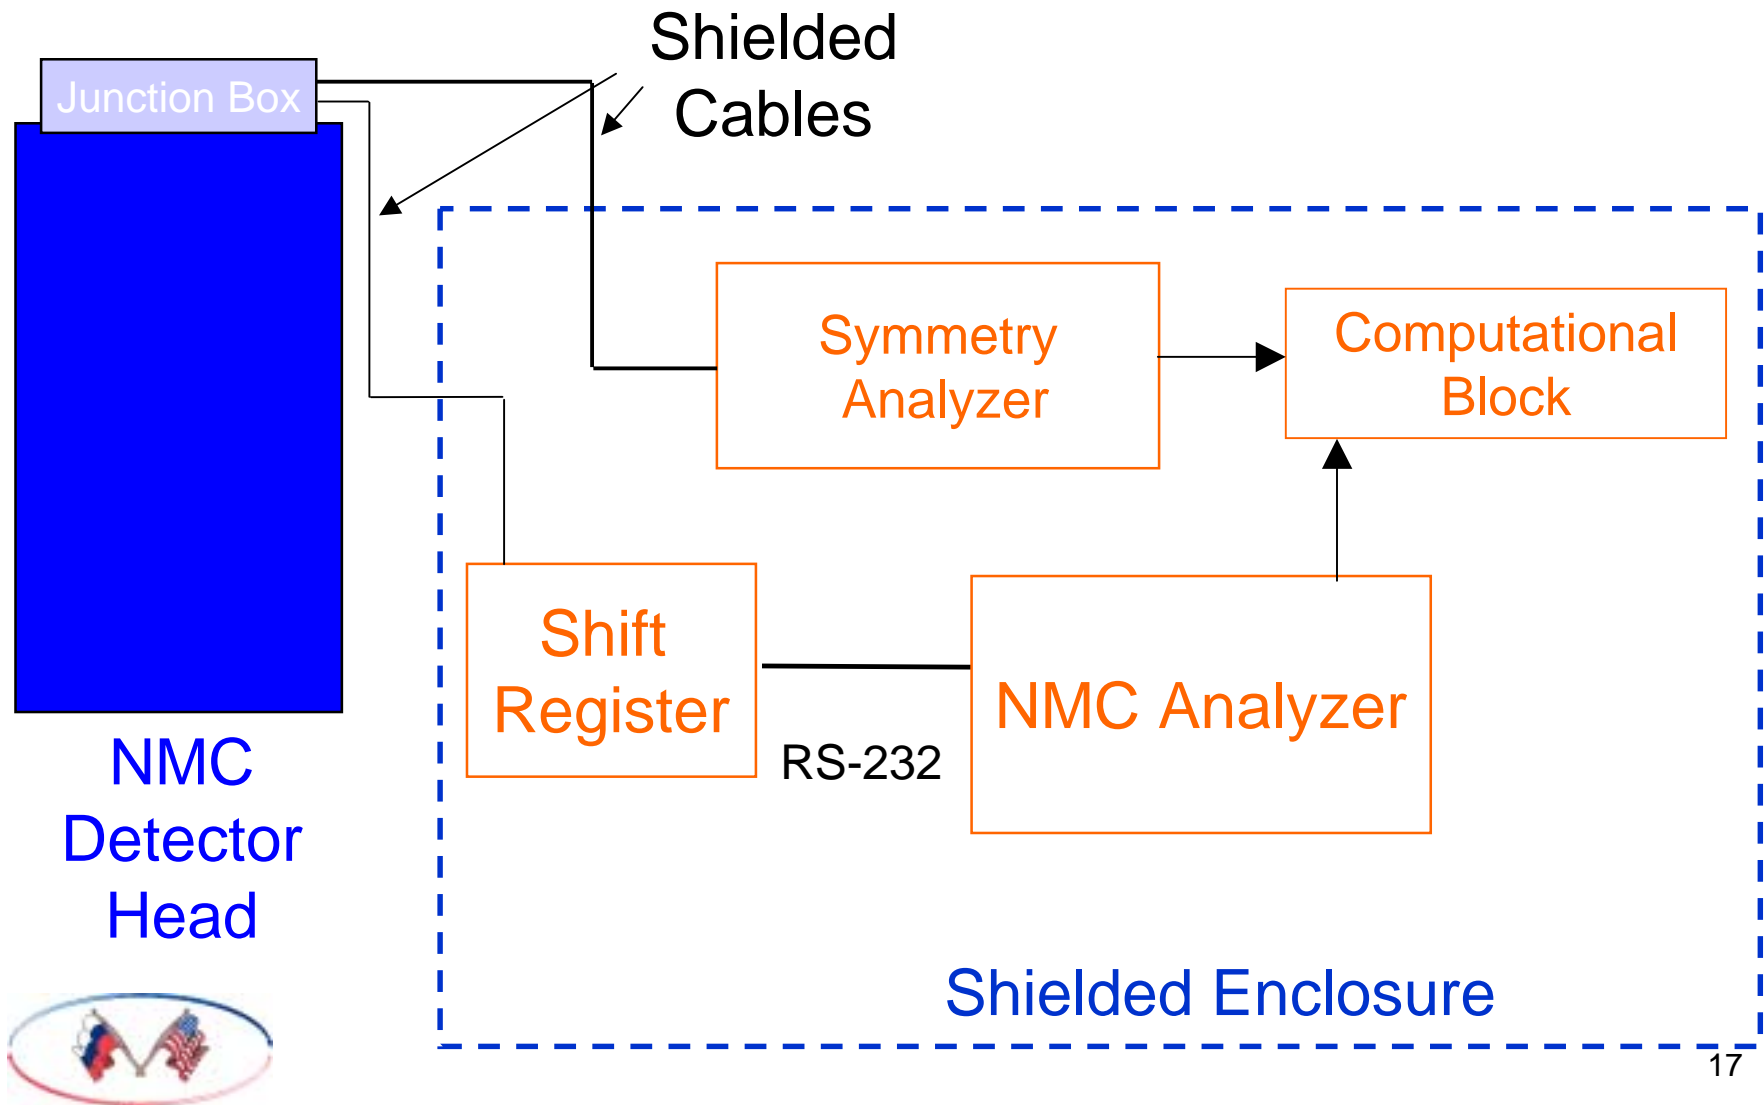 Shielded
Cables
Junction Box
Symmetry
Analyzer
Computational
Block
Shift
Register
RS-232
NMC Analyzer
NMC
Detector
Head
Shielded Enclosure
17